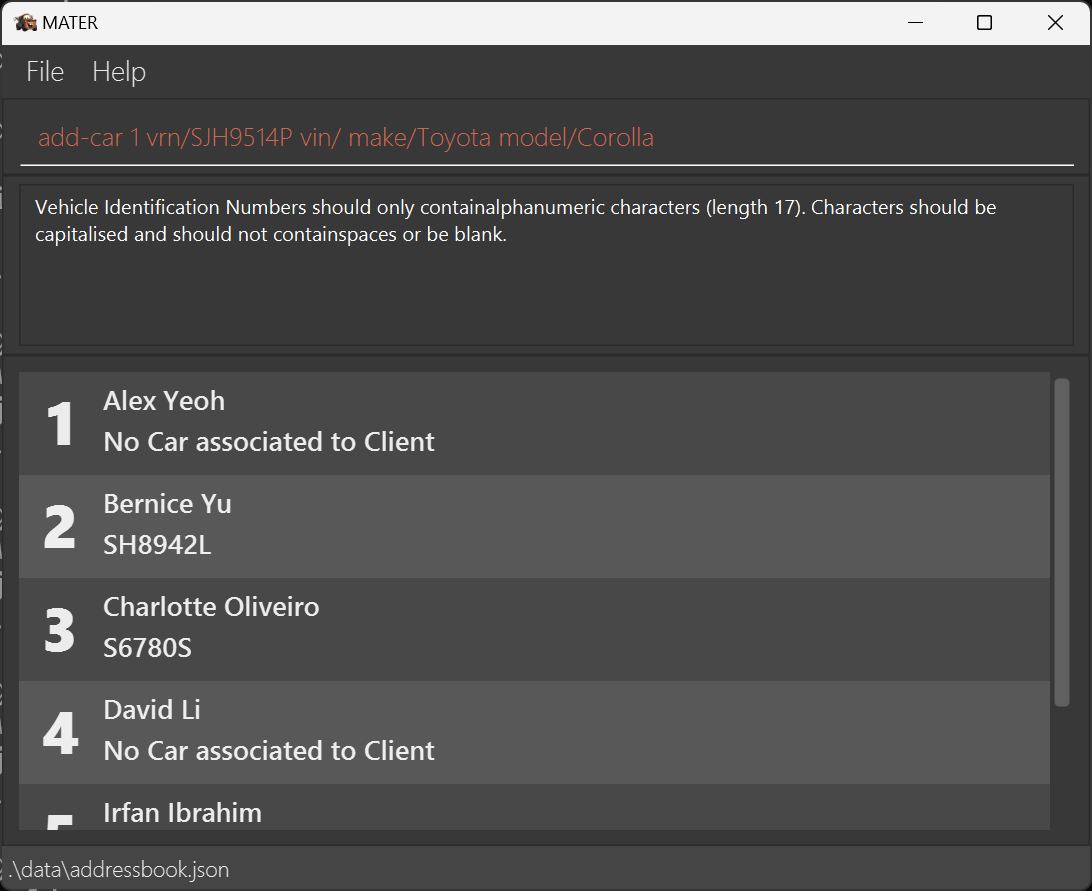 MATER
File Help
add-car 1 vrn/SJH9514P vin/ make/Toyota model/Corolla
Vehicle Identification Numbers should only containalphanumeric characters (length 17). Characters should be
capitalised and should not containspaces or be blank.
1
Alex Yeoh
No Car associated to Client
2
Bernice Yu
SH8942L
3
Charlotte Oliveiro
S6780S
4
David Li
No Car associated to Client
Irfan Ibrahim
.\data\addressbook.json